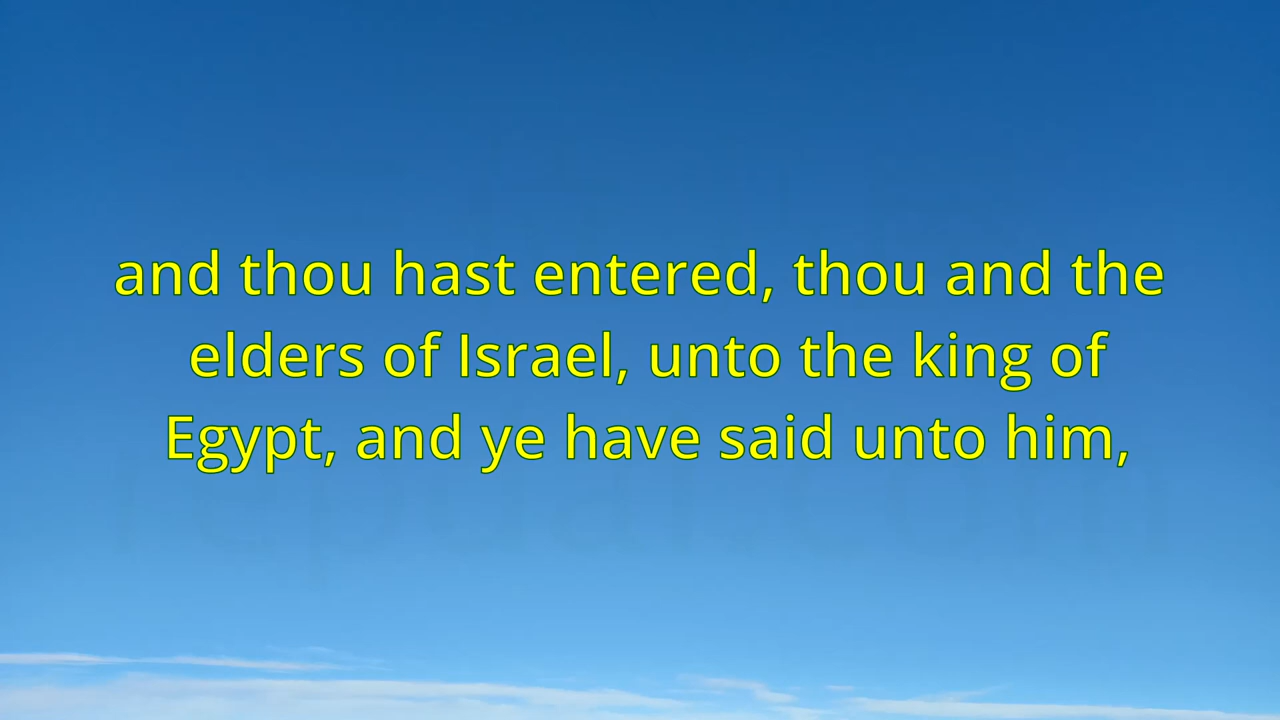 and thou hast entered, thou and the
elders of Israel, unto the king of
Egypt, and ye have said unto him,